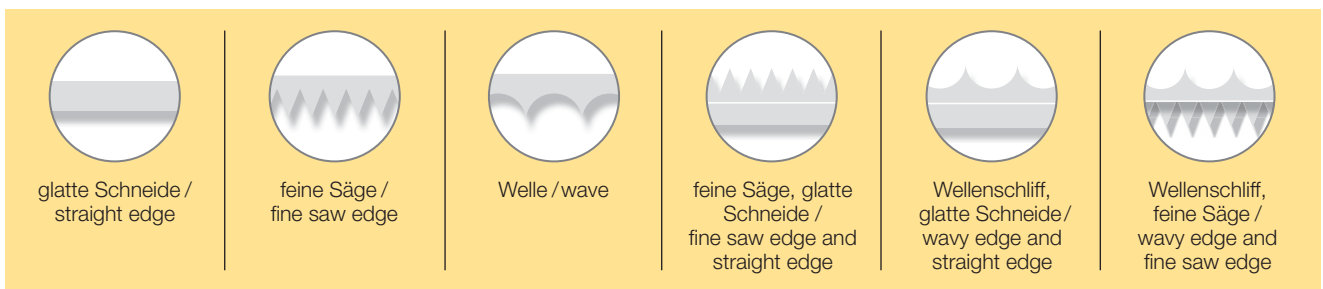 glatte Schneide /
straight edge
feine Säge /
fine saw edge
Welle / wave
feine Säge, glatte
Schneide /
fine saw edge and
straight edge
Wellenschliff,
glatte Schneide /
wavy edge and
straight edge
Wellenschliff,
feine Säge /
wavy edge and
fine saw edge